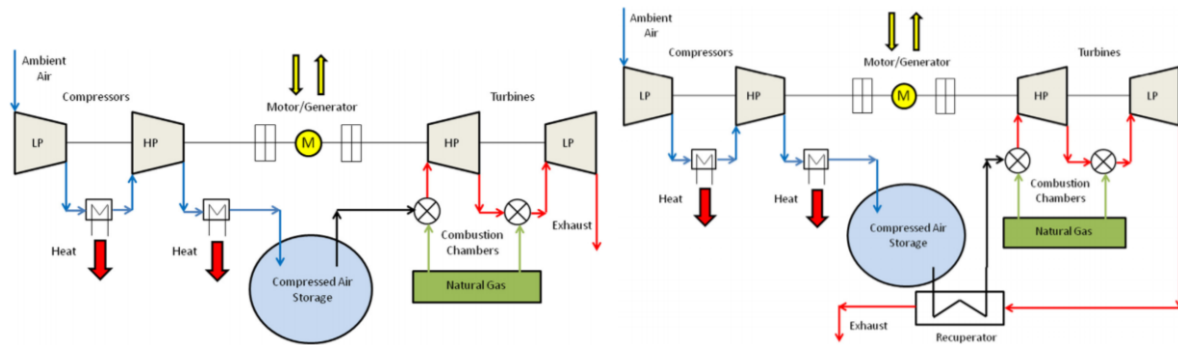 Ambient
Air
Compressors
Motor/Generator
Turbines
LP
HP
M
HP
LP
Heat
Heat
Combustion
Chambers
Exhaust
Compressed Air
Storage
Natural Gas
Ambient
Air
Compressors
Motor/Generator
Turbines
LP
HP
M
HP
LP
Heat
Heat
Combustion
Chambers
Compressed Air
Storage
Natural Gas
Exhaust
Recuperator